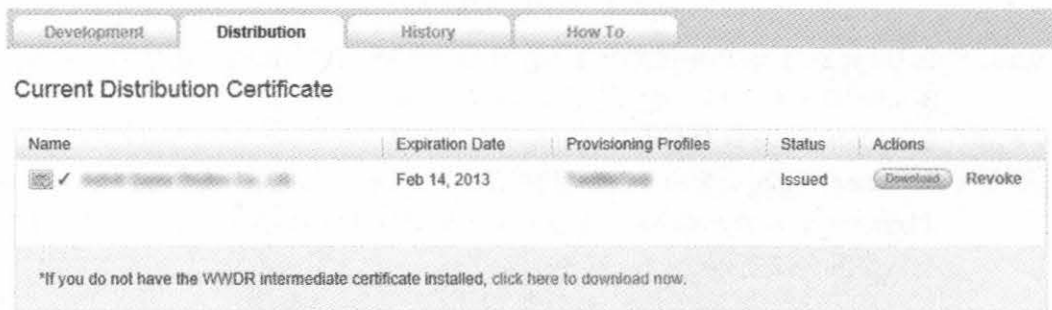 Development Distribution History How To
Current Distribution Certificate
Name Expiration Date Provisioning Profiles Status Actions
Feb 14, 2013 Issued Download Revoke
*If you do not have the WWDR intermediate certificate installed, click here to download now.